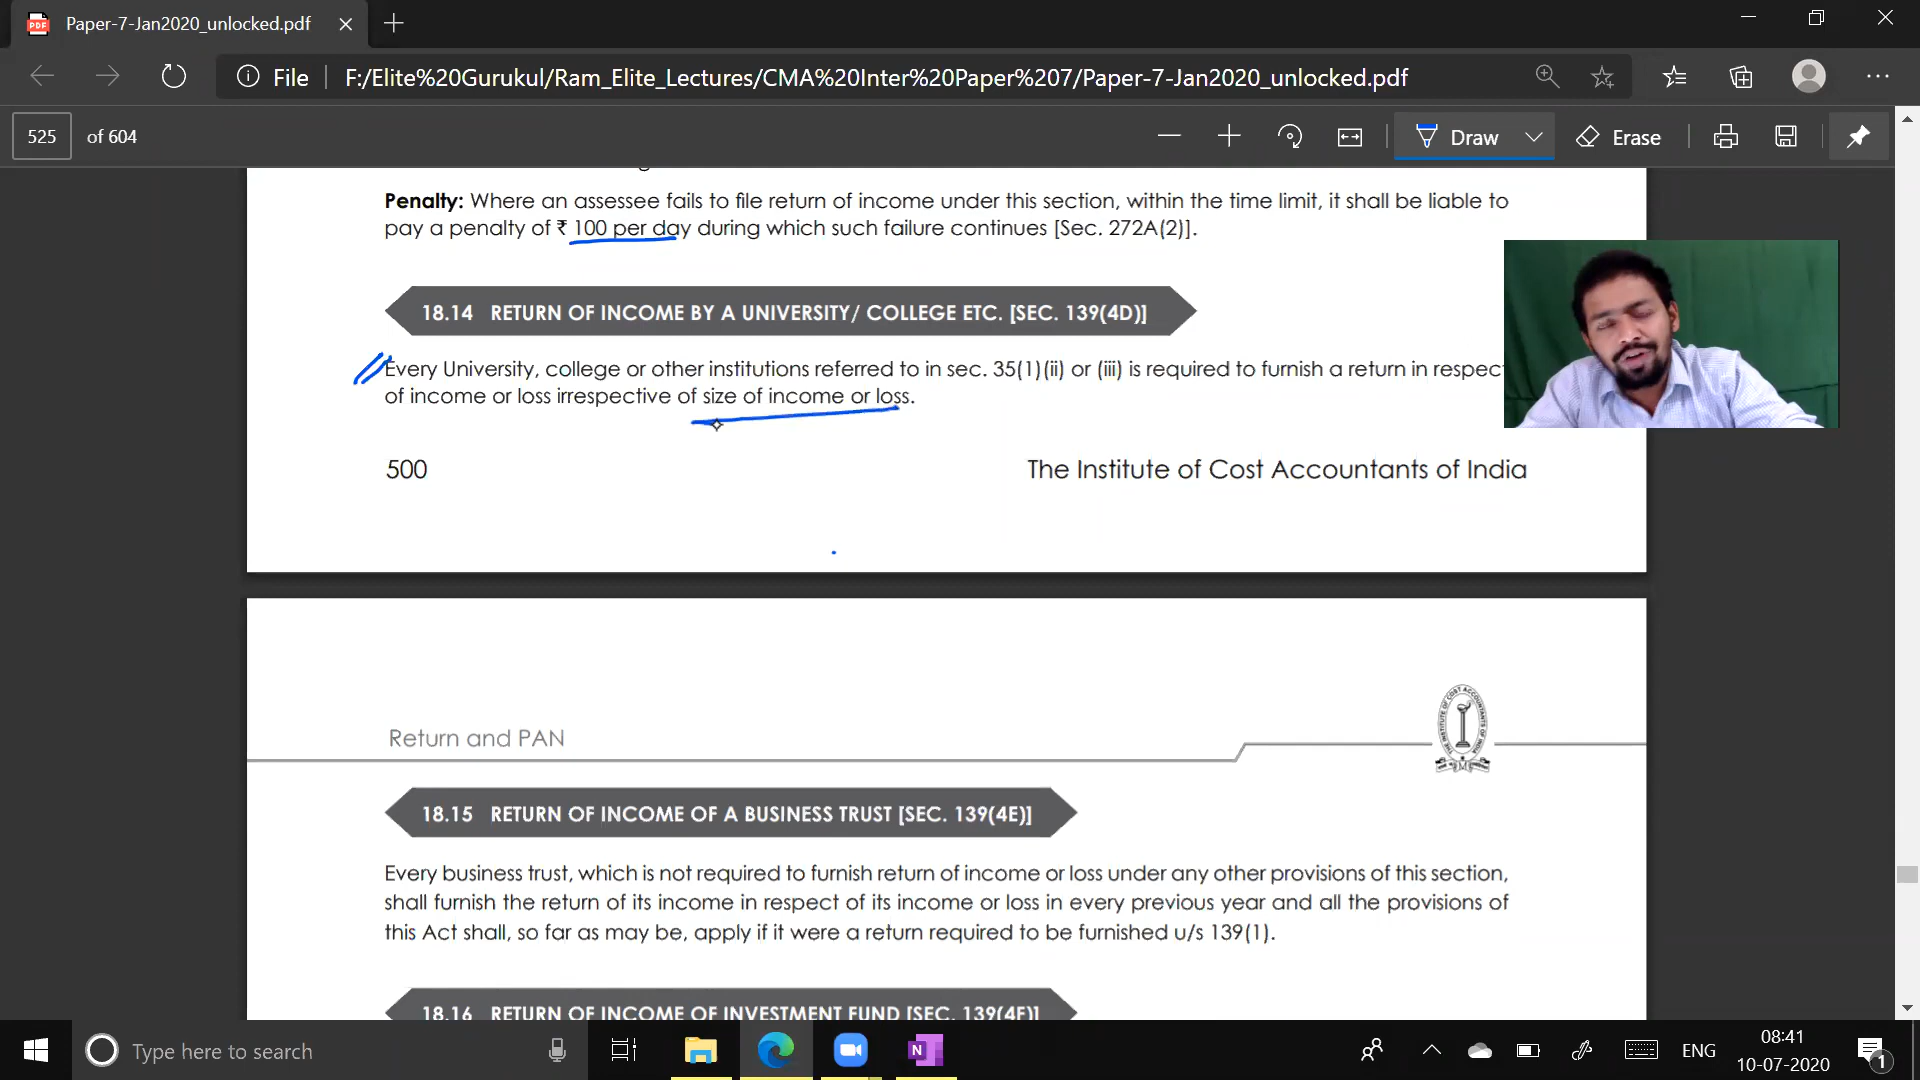 Paper-7-Jan2020_unlocked.pdf
File
F:/Elite%20Gurukul/Ram_Elite_Lectures/CMA%20Inter%20Paper%207/Paper-7-Jan2020_unlocked.pdf
525 of 604
Draw
Erase
Penalty: Where an assessee fails to file return of income under this section, within the time limit, it shall be liable to
pay a penalty of ₹ 100 per day during which such failure continues [Sec. 272A(2)].
18.14 RETURN OF INCOME BY A UNIVERSITY/ COLLEGE ETC. [SEC. 139(4D)]
Every University, college or other institutions referred to in sec. 35(1)(ii) or (iii) is required to furnish a return in respec
of income or loss irrespective of size of income or loss.
500
The Institute of Cost Accountants of India
Return and PAN
18.15 RETURN OF INCOME OF A BUSINESS TRUST [SEC. 139(4E)]
Every business trust, which is not required to furnish return of income or loss under any other provisions of this section,
shall furnish the return of its income in respect of its income or loss in every previous year and all the provisions of
this Act shall, so far as may be, apply if it were a return required to be furnished u/s 139(1).
18.16 RETURN OF INCOME OF INVESTMENT FUND [SEC. 139(4F)]
Type here to search
ENG
08:41
10-07-2020
1